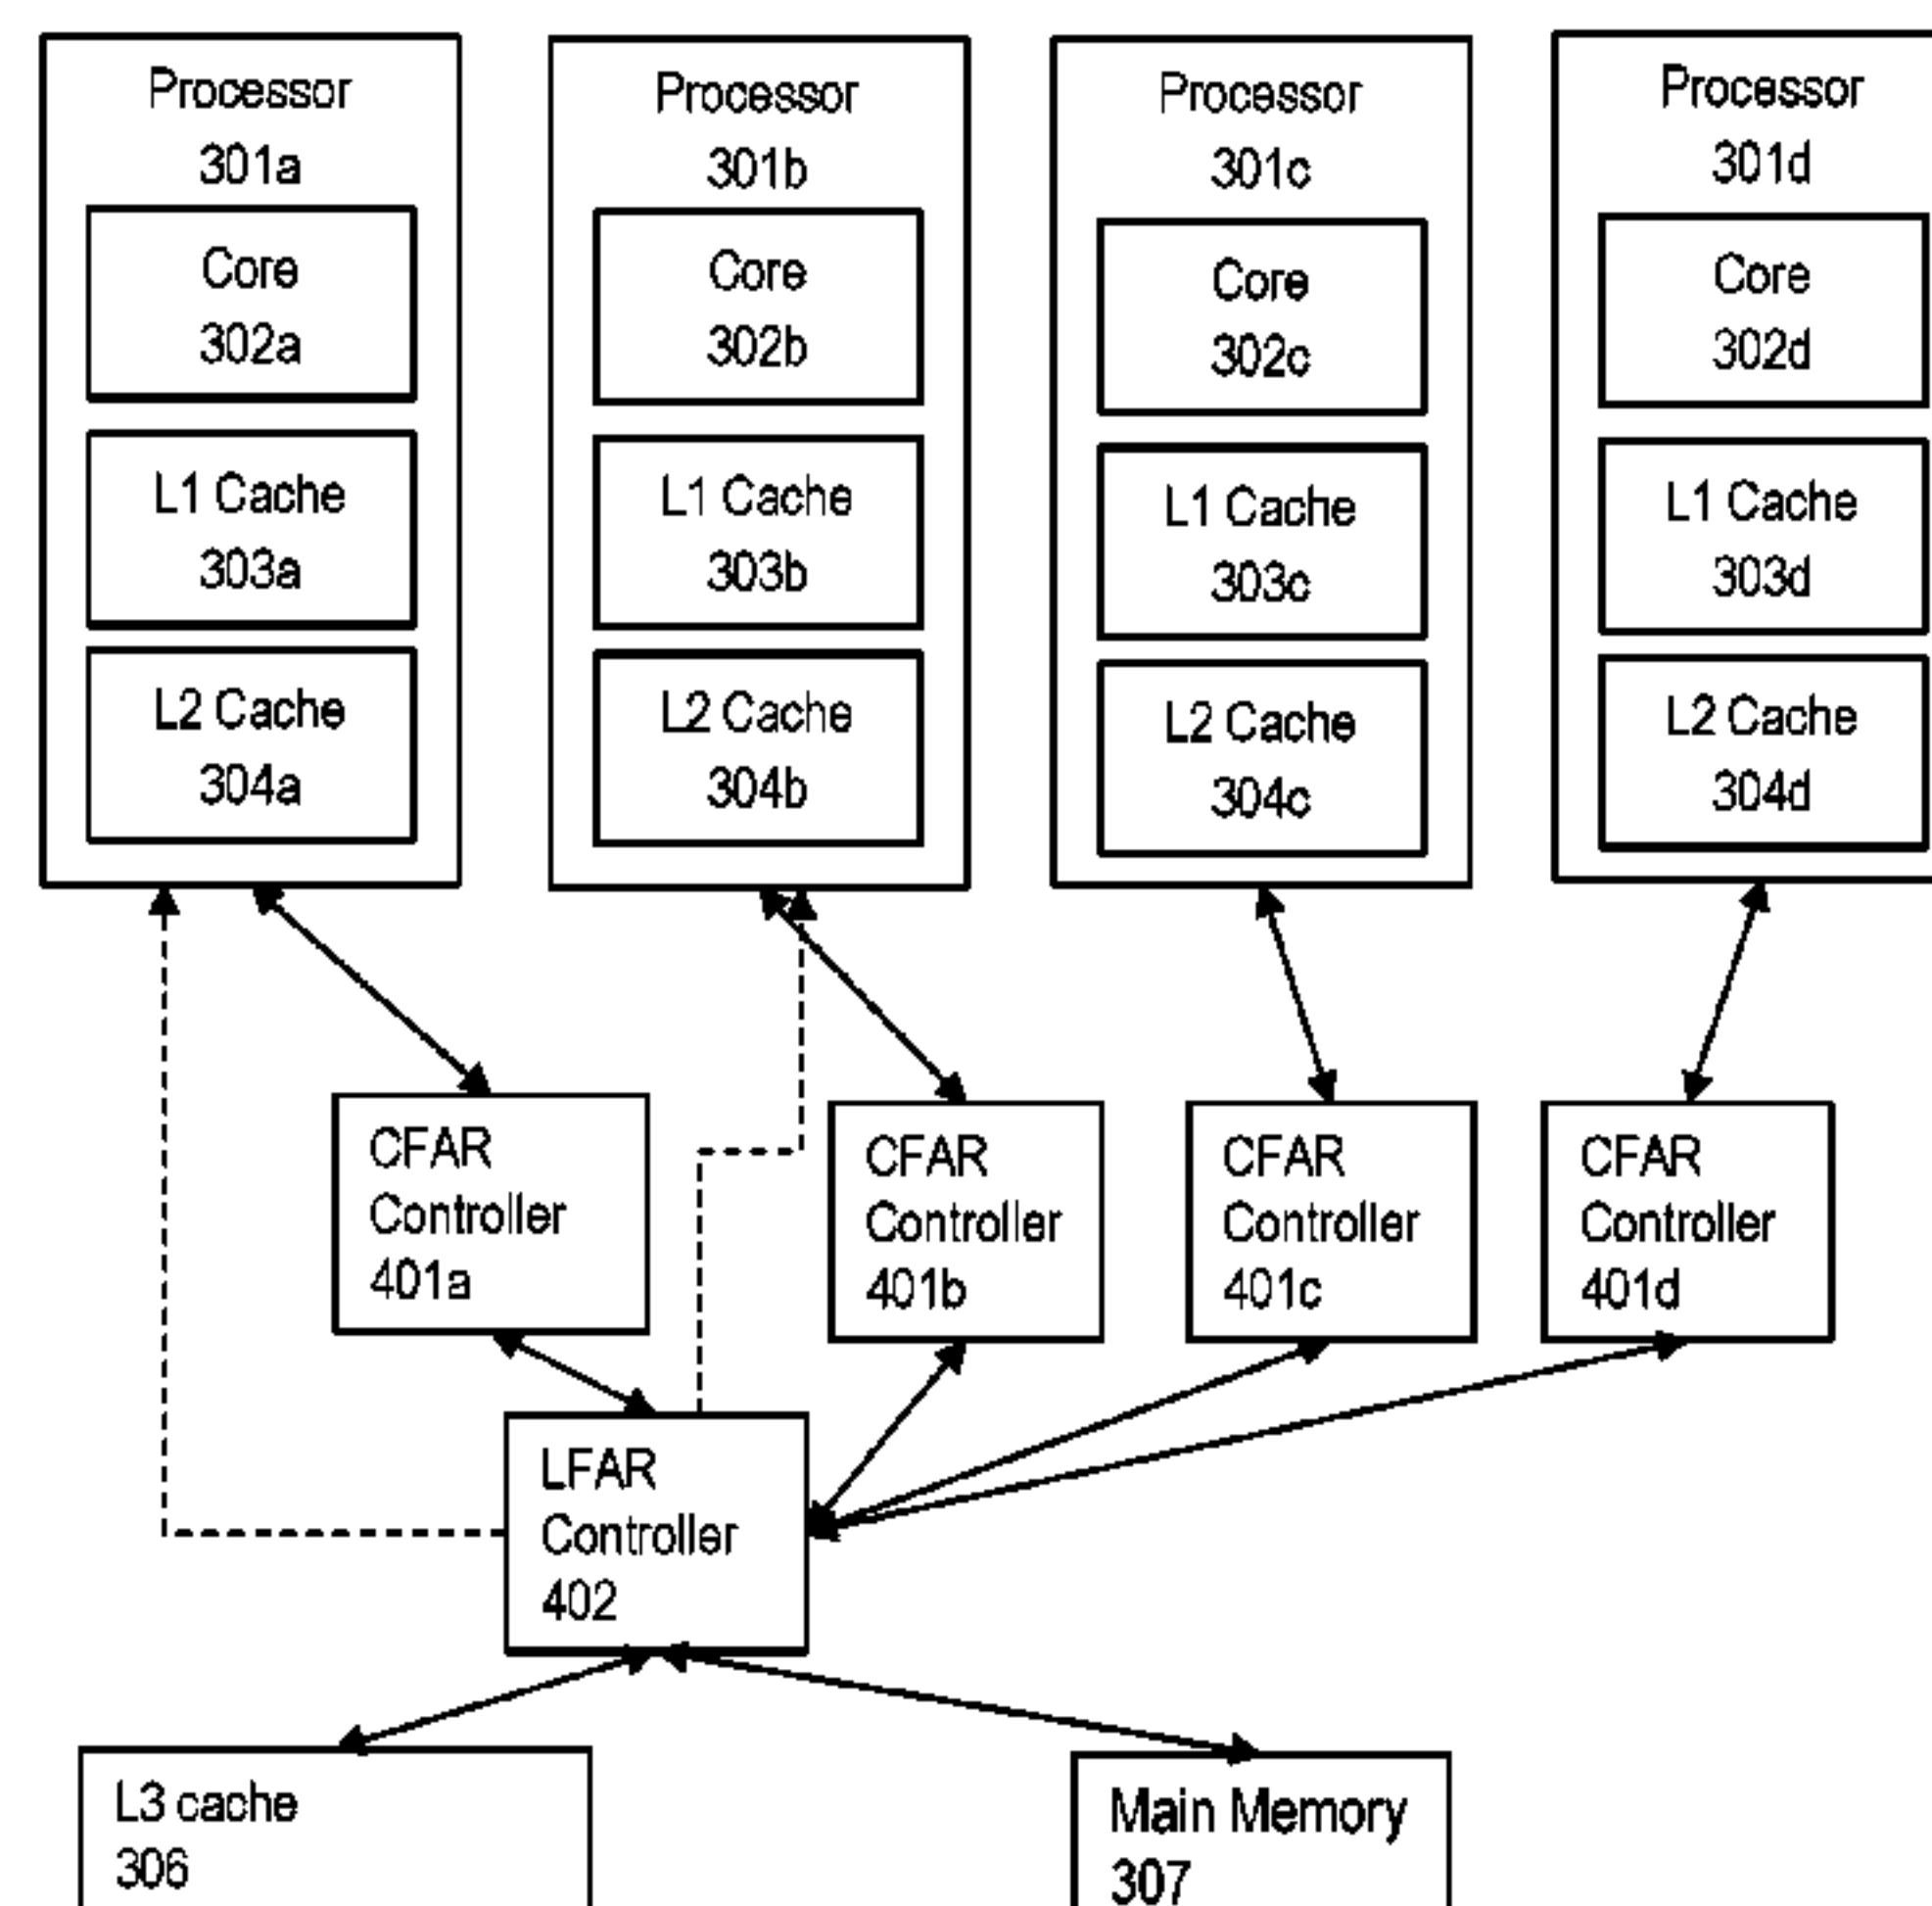 Processor
301a
Core
302a
L1 Cache
303a
L2 Cache
304a
Processor
301b
Core
302b
L1 Cache
303b
L2 Cache
304b
Processor
301c
Core
302c
L1 Cache
303c
L2 Cache
304c
Processor
301d
Core
302d
L1 Cache
303d
L2 Cache
304d
CFAR
Controller
401a
CFAR
Controller
401b
CFAR
Controller
401c
CFAR
Controller
401d
LFAR
Controller
402
L3 cache
306
Main Memory
307